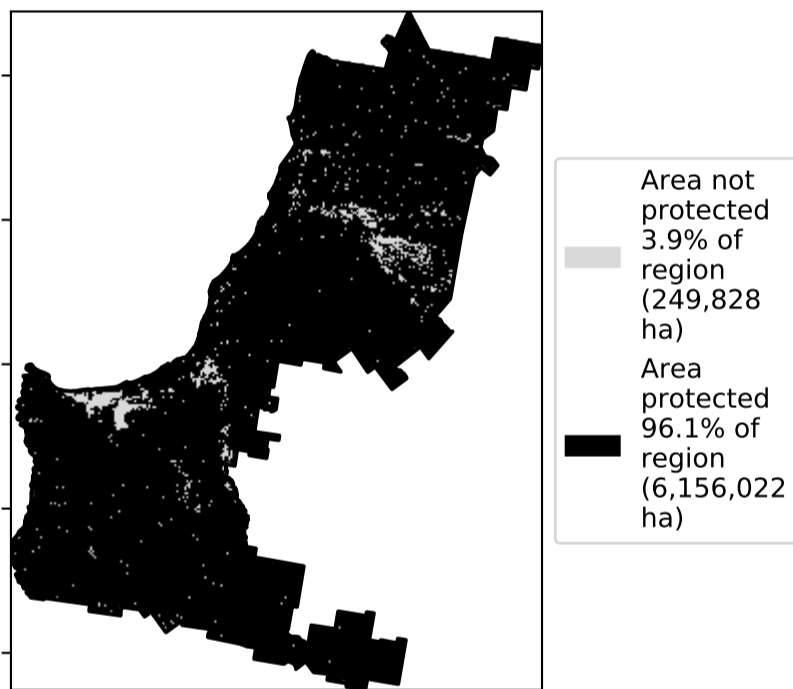 Area not
protected
3.9% of
region
(249,828
ha)
Area
protected
96.1% of
region
(6,156,022
ha)